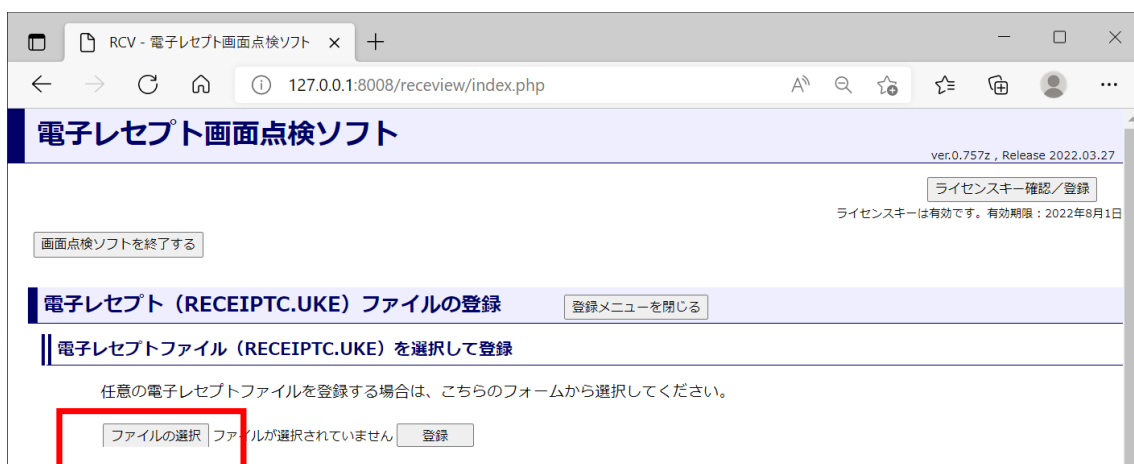 RCV - 電子レセプト画面点検ソフト
127.0.0.1:8008/receview/index.php
電子レセプト画面点検ソフト
ver.0.757z , Release 2022.03.27
ライセンスキー確認／登録
ライセンスキーは有効です。有効期限：2022年8月1日
画面点検ソフトを終了する
電子レセプト（RECEIPTC.UKE）ファイルの登録 登録メニューを閉じる
電子レセプトファイル（RECEIPTC.UKE）を選択して登録
任意の電子レセプトファイルを登録する場合は、こちらのフォームから選択してください。
ファイルの選択 ファイルが選択されていません 登録